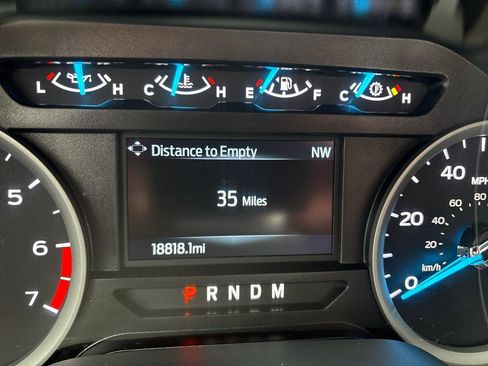 L H C H E F C H
Distance to Empty NW
35 Miles
18818.1mi
P R N D M
5
6
7
0
20
40
MPH
80
60
40
20
km/h